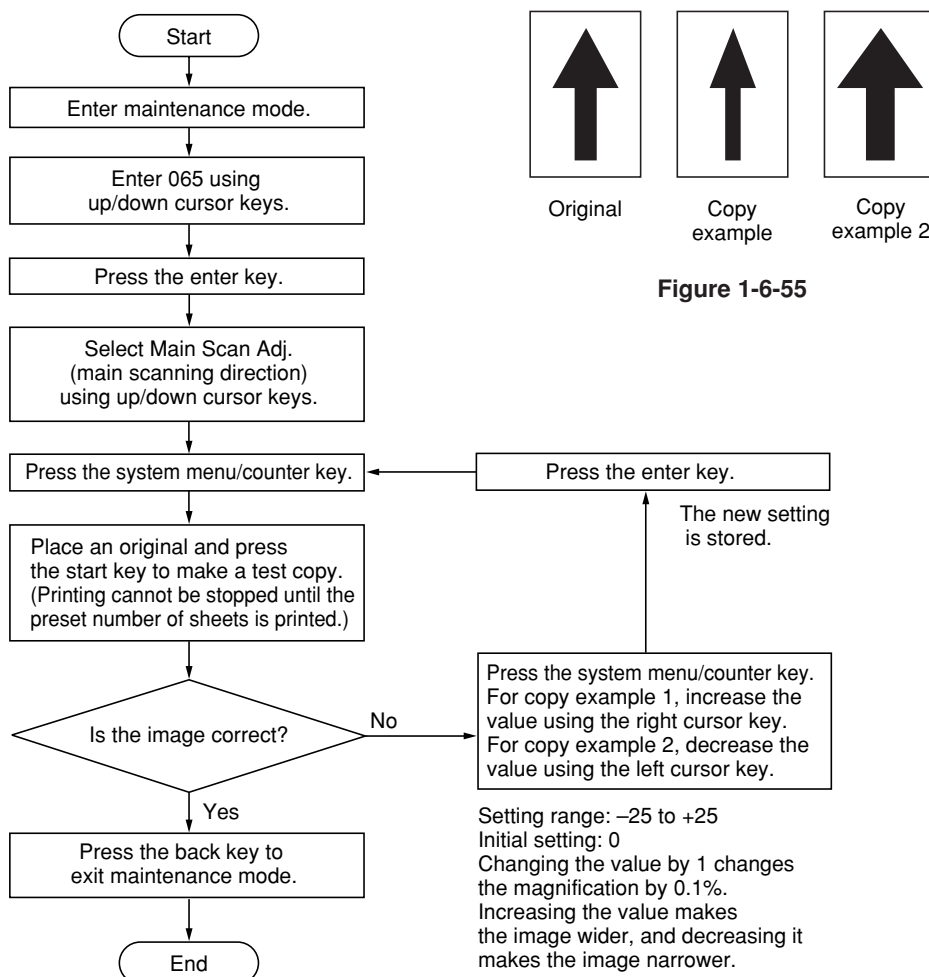 Start
Enter maintenance mode.
Enter 065 using
up/down cursor keys.
Press the enter key.
Select Main Scan Adj.
(main scanning direction)
using up/down cursor keys.
Press the system menu/counter key.
Place an original and press
the start key to make a test copy.
(Printing cannot be stopped until the
preset number of sheets is printed.)
Is the image correct?
No
Yes
Press the back key to
exit maintenance mode.
End
Original
Copy
example
Copy
example 2
Figure 1-6-55
Press the enter key.
The new setting
is stored.
Press the system menu/counter key.
For copy example 1, increase the
value using the right cursor key.
For copy example 2, decrease the
value using the left cursor key.
Setting range: –25 to +25
Initial setting: 0
Changing the value by 1 changes
the magnification by 0.1%.
Increasing the value makes
the image wider, and decreasing it
makes the image narrower.